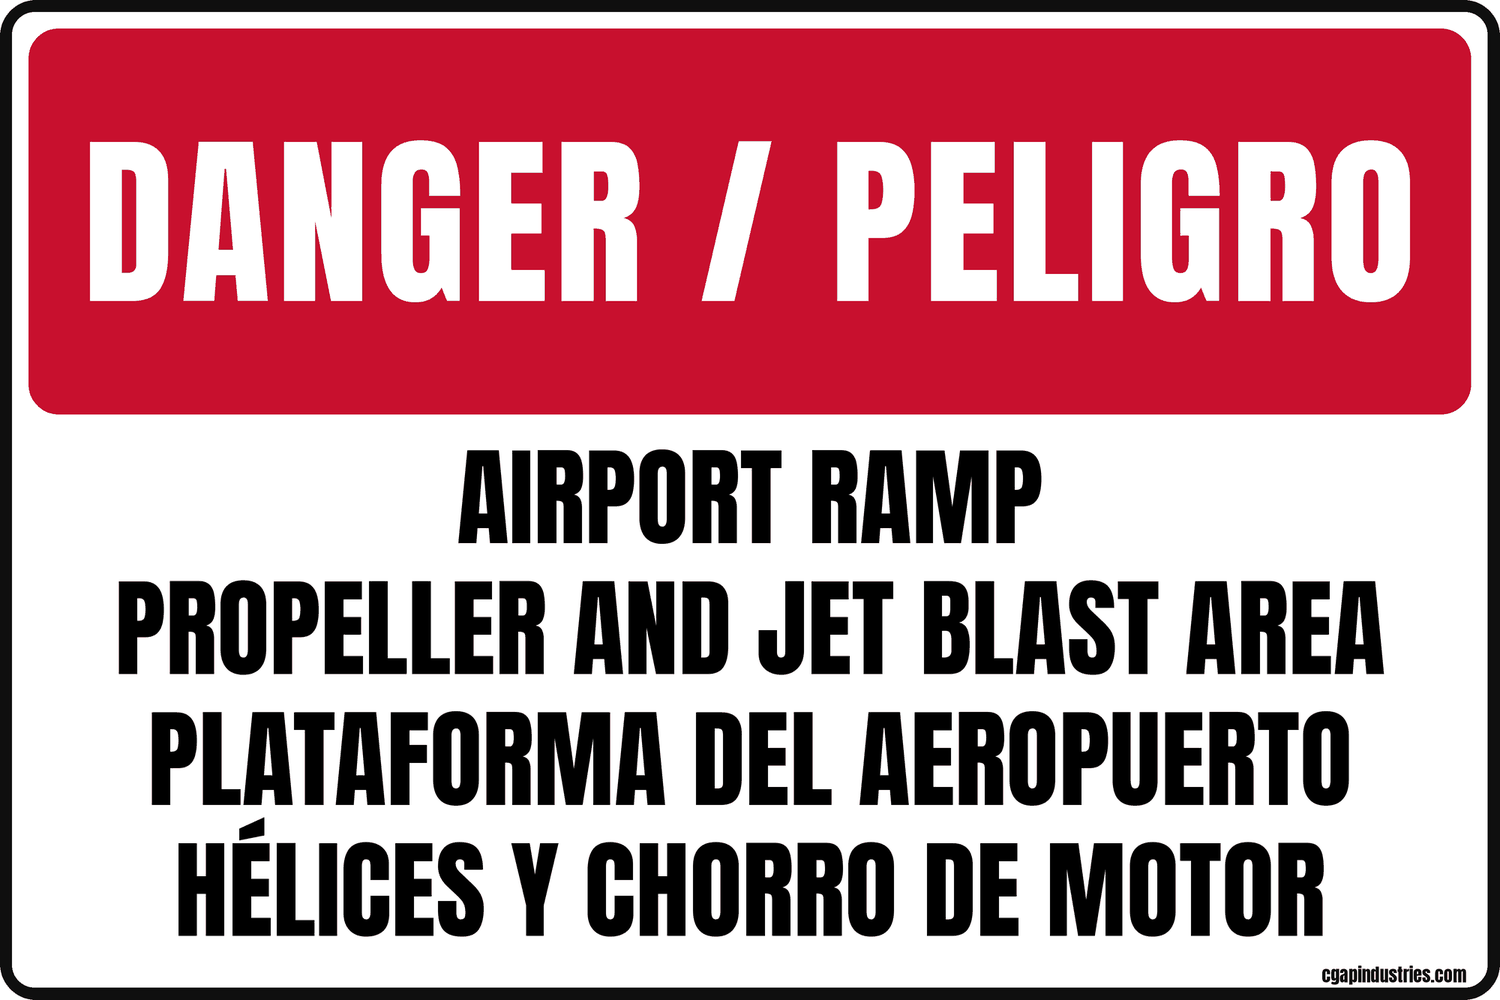 DANGER / PELIGRO
AIRPORT RAMP
PROPELLER AND JET BLAST AREA
PLATAFORMA DEL AEROPUERTO
HÉLICES Y CHORRO DE MOTOR
cgapindustries.com